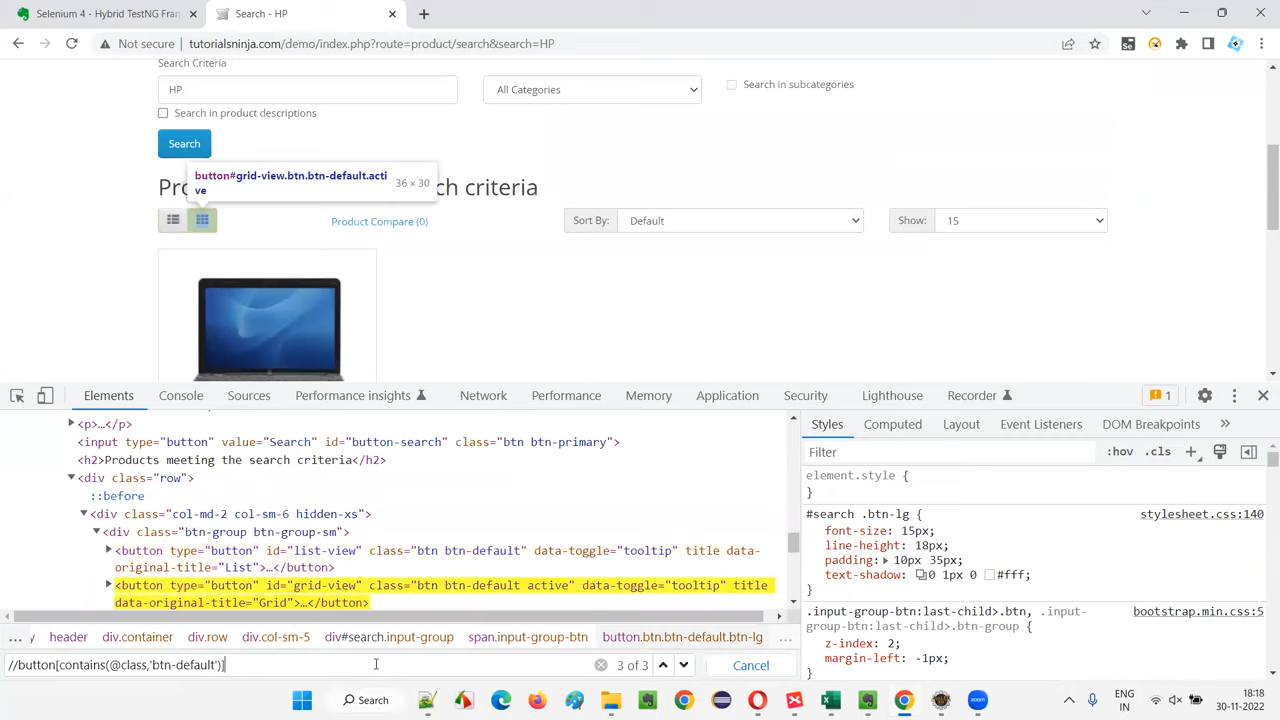 Selenium 4 - Hybrid TestNG Fran
Search - HP
Not secure
tutorialsninja.com/demo/index.php?route=product/search&search=HP
Search Criteria
HP
All Categories
Search in subcategories
Search in product descriptions
Search
button#grid-view.btn.btn-default.acti
ve
36 × 30
ch criteria
Product Compare (0)
Sort By:
Default
Show:
15
Elements
Console
Sources
Performance insights
Network
Performance
Memory
Application
Security
Lighthouse
Recorder
1
<p>…</p>
<input type="button" value="Search" id="button-search" class="btn btn-primary">
<h2>Products meeting the search criteria</h2>
<div class="row">
::before
<div class="col-md-2 col-sm-6 hidden-xs">
<div class="btn-group btn-group-sm">
<button type="button" id="list-view" class="btn btn-default" data-toggle="tooltip" title data-
original-title="List">…</button>
<button type="button" id="grid-view" class="btn btn-default active" data-toggle="tooltip" title
data-original-title="Grid">…</button>
… y header div.container div.row div.col-sm-5 div#search.input-group span.input-group-btn button.btn.btn-default.btn-lg …
//button[contains(@class,'btn-default')]
3 of 3
Cancel
Styles
Computed
Layout
Event Listeners
DOM Breakpoints
Filter
:hov .cls
element.style {
}
#search .btn-lg {
stylesheet.css:140
font-size: 15px;
line-height: 18px;
padding: 10px 35px;
text-shadow: 0 1px 0 #fff;
}
.input-group-btn:last-child>.btn, .input-
bootstrap.min.css:5
group-btn:last-child>.btn-group {
z-index: 2;
margin-left: -1px;
}
Search
zoom
ENG
IN
18:18
30-11-2022